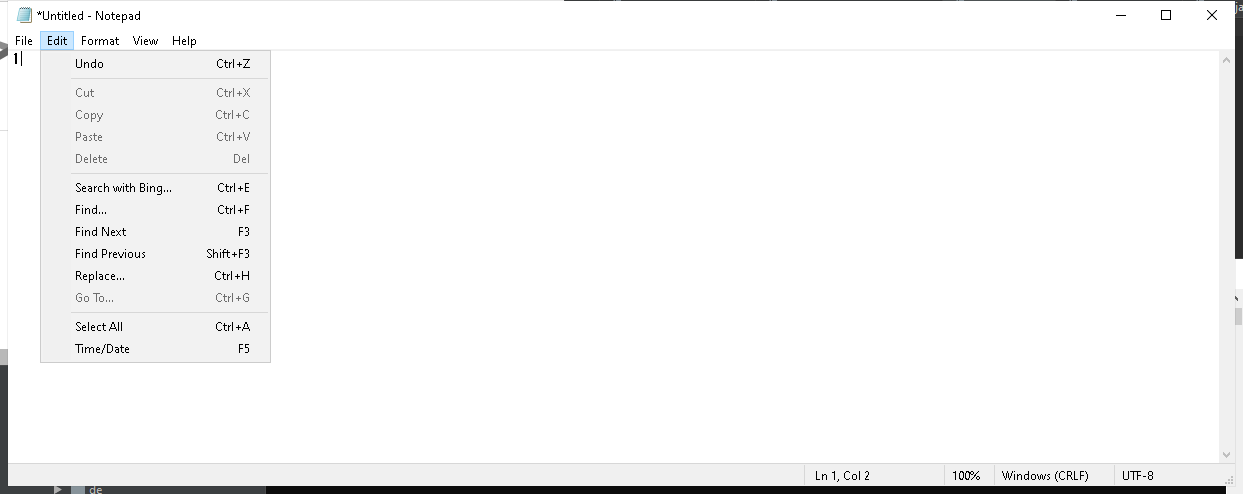 *Untitled - Notepad
File Edit Format View Help
1
Undo Ctrl+Z
Cut Ctrl+X
Copy Ctrl+C
Paste Ctrl+V
Delete Del
Search with Bing... Ctrl+E
Find... Ctrl+F
Find Next F3
Find Previous Shift+F3
Replace... Ctrl+H
Go To... Ctrl+G
Select All Ctrl+A
Time/Date F5
Ln 1, Col 2 100% Windows (CRLF) UTF-8
de